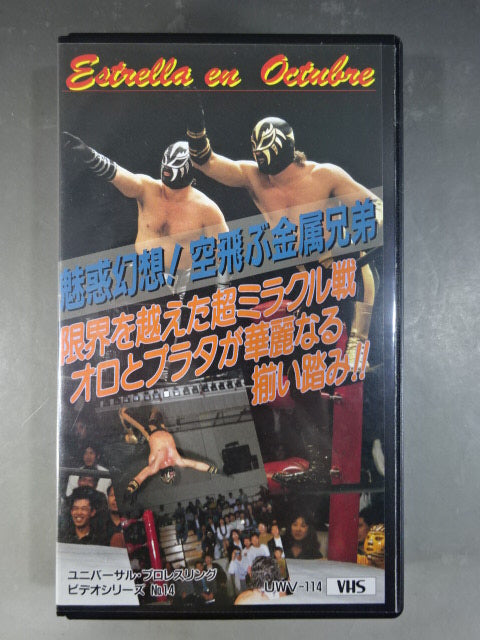 Estrella en Octubre
魅惑幻想!空飛ぶ金属兄弟
限界を越えた超ミラクル戦
オロとプラタが華麗なる
揃い踏み!!
ユニバーサル・プロレスリング
ビデオシリーズ No.14
UWV-114 VHS